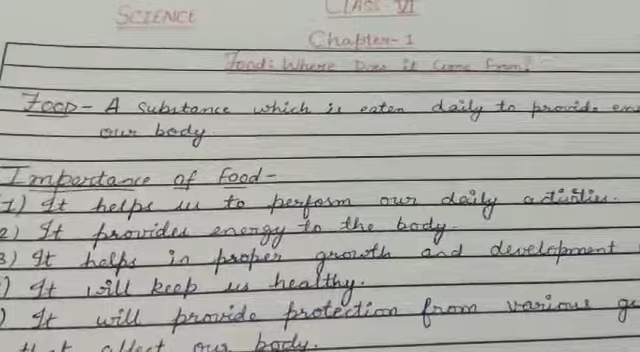 SCIENCE CLASS VI
Chapter-1
Food: Where Does it Come From?
FOOD- A substance which is eaten daily to provide
our body.
Importance of Food-
1) It helps us to perform our daily activities.
2) It provides energy to the body.
3) It helps in proper growth and development
) It will keep us healthy.
) It will provide protection from various
that affect our body.